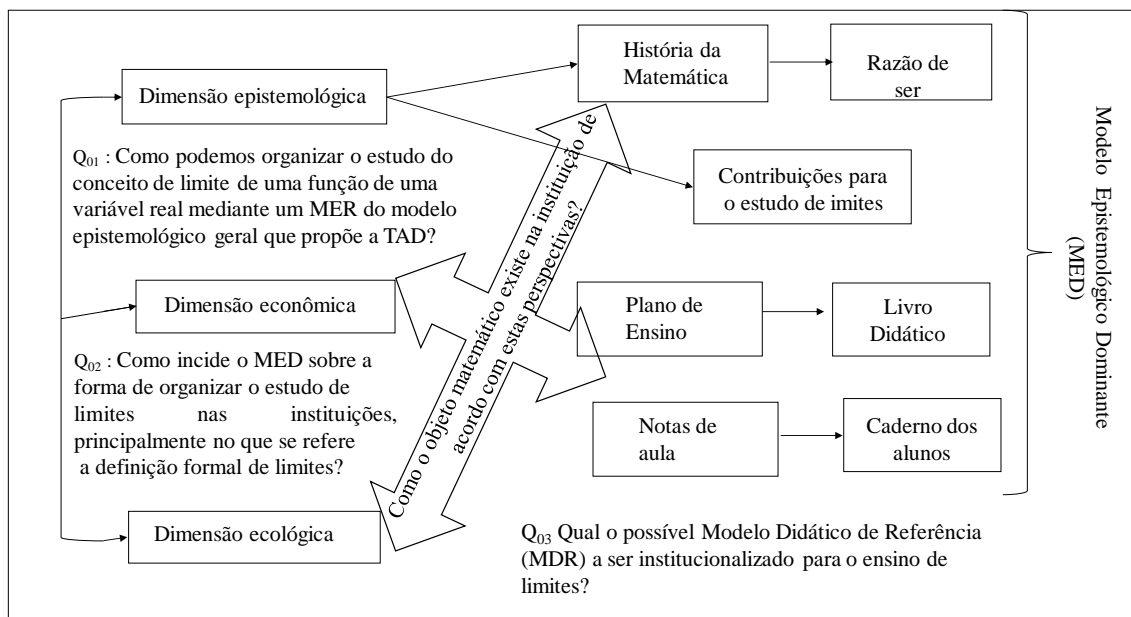 História da
Matemática
Razão de
ser
Dimensão epistemológica
Q01 : Como podemos organizar o estudo do
conceito de limite de uma função de uma
variável real mediante um MER do modelo
epistemológico geral que propõe a TAD?
Contribuições para
o estudo de imites
Dimensão econômica
Q02 : Como incide o MED sobre a
forma de organizar o estudo de
limites nas instituições,
principalmente no que se refere
a definição formal de limites?
Dimensão ecológica
Como o objeto matemático existe na instituição de
acordo com estas perspectivas?
Plano de
Ensino
Livro
Didático
Notas de
aula
Caderno dos
alunos
Q03 Qual o possível Modelo Didático de Referência
(MDR) a ser institucionalizado para o ensino de
limites?
Modelo Epistemológico Dominante
(MED)